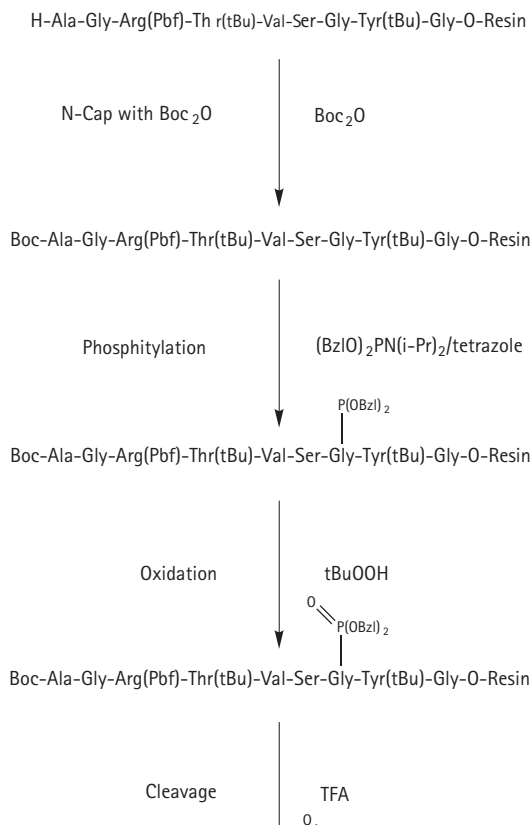 H-Ala-Gly-Arg(Pbf)-Th r(tBu)-Val-Ser-Gly-Tyr(tBu)-Gly-O-Resin
N-Cap with Boc₂O
Boc₂O
Boc-Ala-Gly-Arg(Pbf)-Thr(tBu)-Val-Ser-Gly-Tyr(tBu)-Gly-O-Resin
Phosphitylation
(BzlO)₂PN(i-Pr)₂/tetrazole
P(OBzl)₂
Boc-Ala-Gly-Arg(Pbf)-Thr(tBu)-Val-Ser-Gly-Tyr(tBu)-Gly-O-Resin
Oxidation
tBuOOH
O
P(OBzl)₂
Boc-Ala-Gly-Arg(Pbf)-Thr(tBu)-Val-Ser-Gly-Tyr(tBu)-Gly-O-Resin
Cleavage
TFA
O